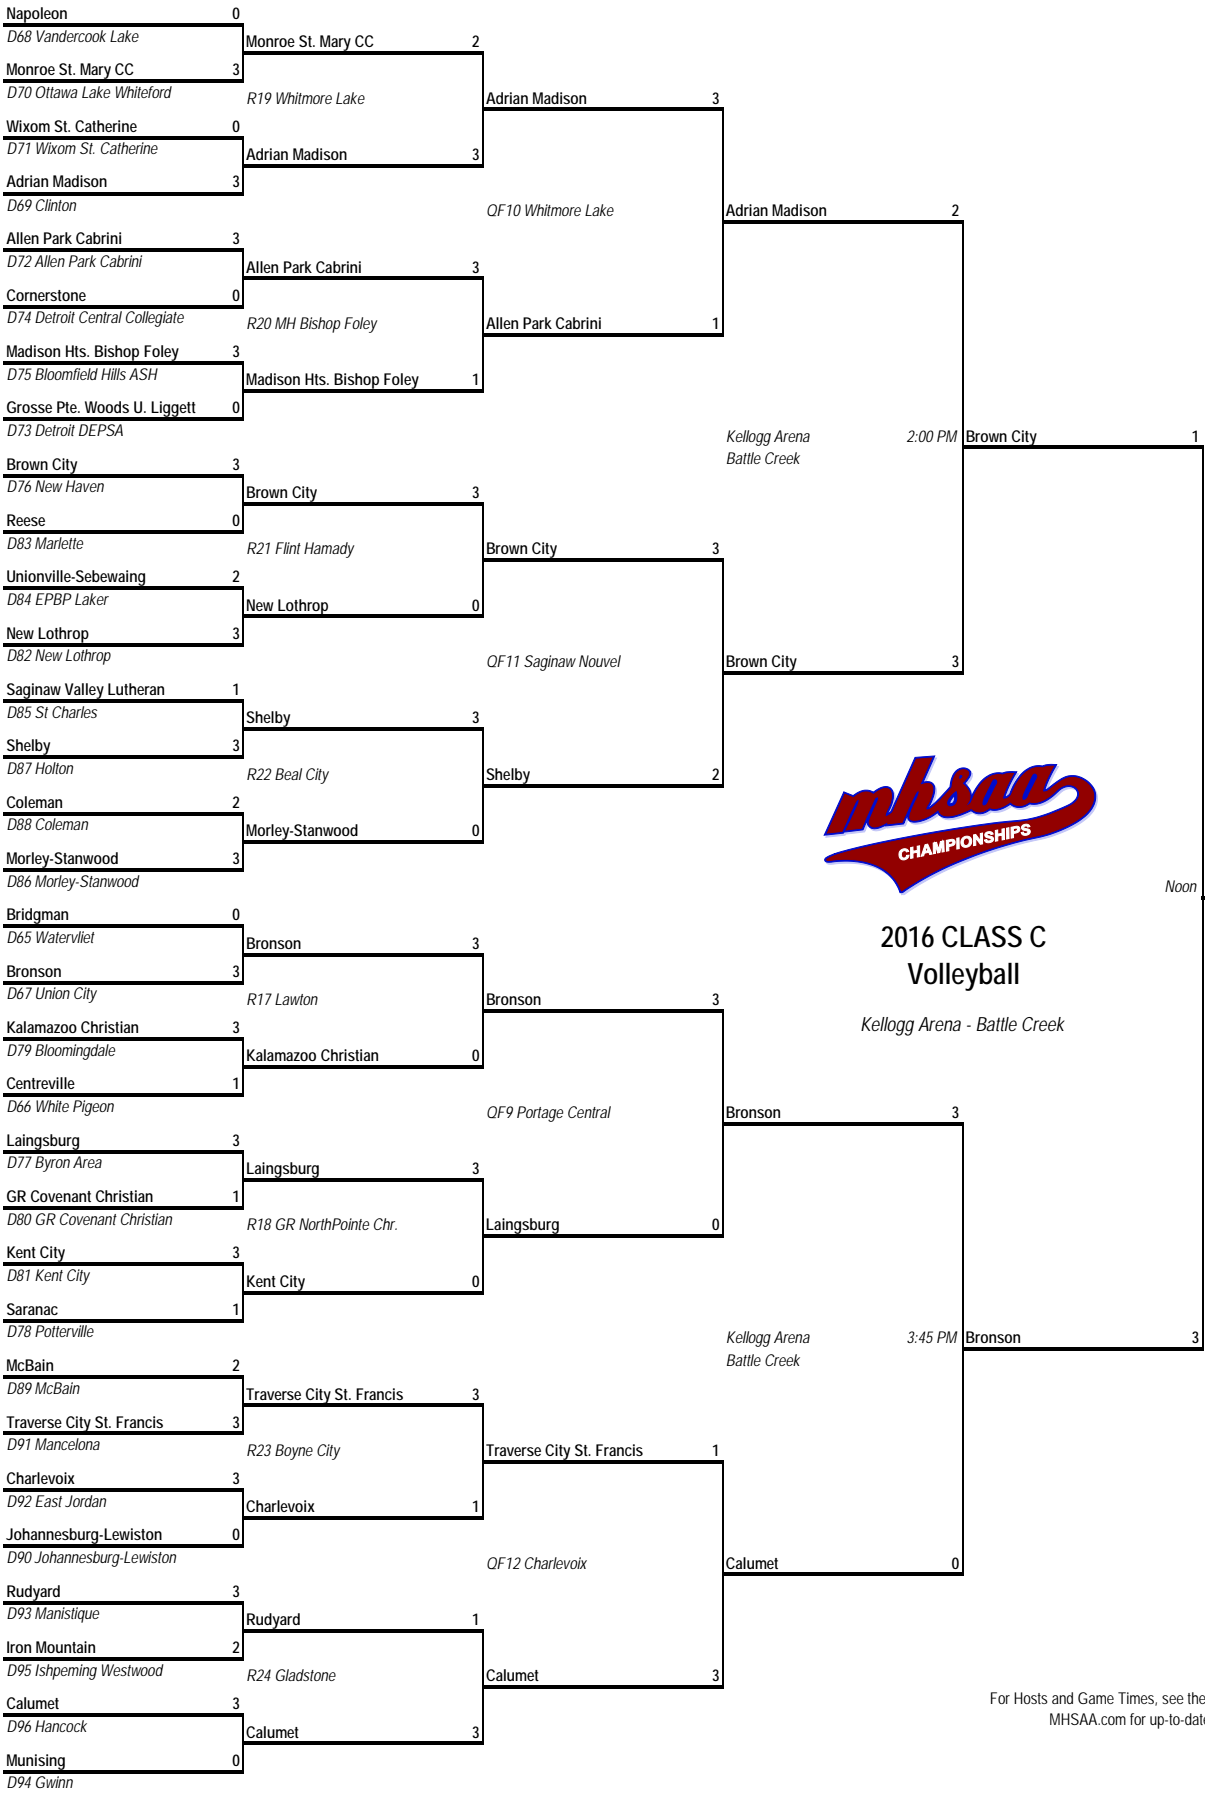 Napoleon 0
D68 Vandercook Lake
Monroe St. Mary CC 3
D70 Ottawa Lake Whiteford
Wixom St. Catherine 0
D71 Wixom St. Catherine
Adrian Madison 3
D69 Clinton
Allen Park Cabrini 3
D72 Allen Park Cabrini
Cornerstone 0
D74 Detroit Central Collegiate
Madison Hts. Bishop Foley 3
D75 Bloomfield Hills ASH
Grosse Pte. Woods U. Liggett 0
D73 Detroit DEPSA
Brown City 3
D76 New Haven
Reese 0
D83 Marlette
Unionville-Sebewaing 2
D84 EPBP Laker
New Lothrop 3
D82 New Lothrop
Saginaw Valley Lutheran 1
D85 St Charles
Shelby 3
D87 Holton
Coleman 2
D88 Coleman
Morley-Stanwood 3
D86 Morley-Stanwood
Bridgman 0
D65 Watervliet
Bronson 3
D67 Union City
Kalamazoo Christian 3
D79 Bloomingdale
Centreville 1
D66 White Pigeon
Laingsburg 3
D77 Byron Area
GR Covenant Christian 1
D80 GR Covenant Christian
Kent City 3
D81 Kent City
Saranac 1
D78 Potterville
McBain 2
D89 McBain
Traverse City St. Francis 3
D91 Mancelona
Charlevoix 3
D92 East Jordan
Johannesburg-Lewiston 0
D90 Johannesburg-Lewiston
Rudyard 3
D93 Manistique
Iron Mountain 2
D95 Ishpeming Westwood
Calumet 3
D96 Hancock
Munising 0
D94 Gwinn
Monroe St. Mary CC 2
R19 Whitmore Lake
Adrian Madison 3
Allen Park Cabrini 3
R20 MH Bishop Foley
Madison Hts. Bishop Foley 1
Brown City 3
R21 Flint Hamady
New Lothrop 0
Shelby 3
R22 Beal City
Morley-Stanwood 0
Bronson 3
R17 Lawton
Kalamazoo Christian 0
Laingsburg 3
R18 GR NorthPointe Chr.
Kent City 0
Traverse City St. Francis 3
R23 Boyne City
Charlevoix 1
Rudyard 1
R24 Gladstone
Calumet 3
Adrian Madison 3
QF10 Whitmore Lake
Allen Park Cabrini 1
Brown City 3
QF11 Saginaw Nouvel
Shelby 2
Bronson 3
QF9 Portage Central
Laingsburg 0
Traverse City St. Francis 1
QF12 Charlevoix
Calumet 3
Adrian Madison 2
Kellogg Arena 2:00 PM
Battle Creek
Brown City 3
Bronson 3
Kellogg Arena 3:45 PM
Battle Creek
Calumet 0
Brown City 1
Noon
Bronson 3
mhsaa
CHAMPIONSHIPS
2016 CLASS C
Volleyball
Kellogg Arena - Battle Creek
For Hosts and Game Times, see the
MHSAA.com for up-to-date